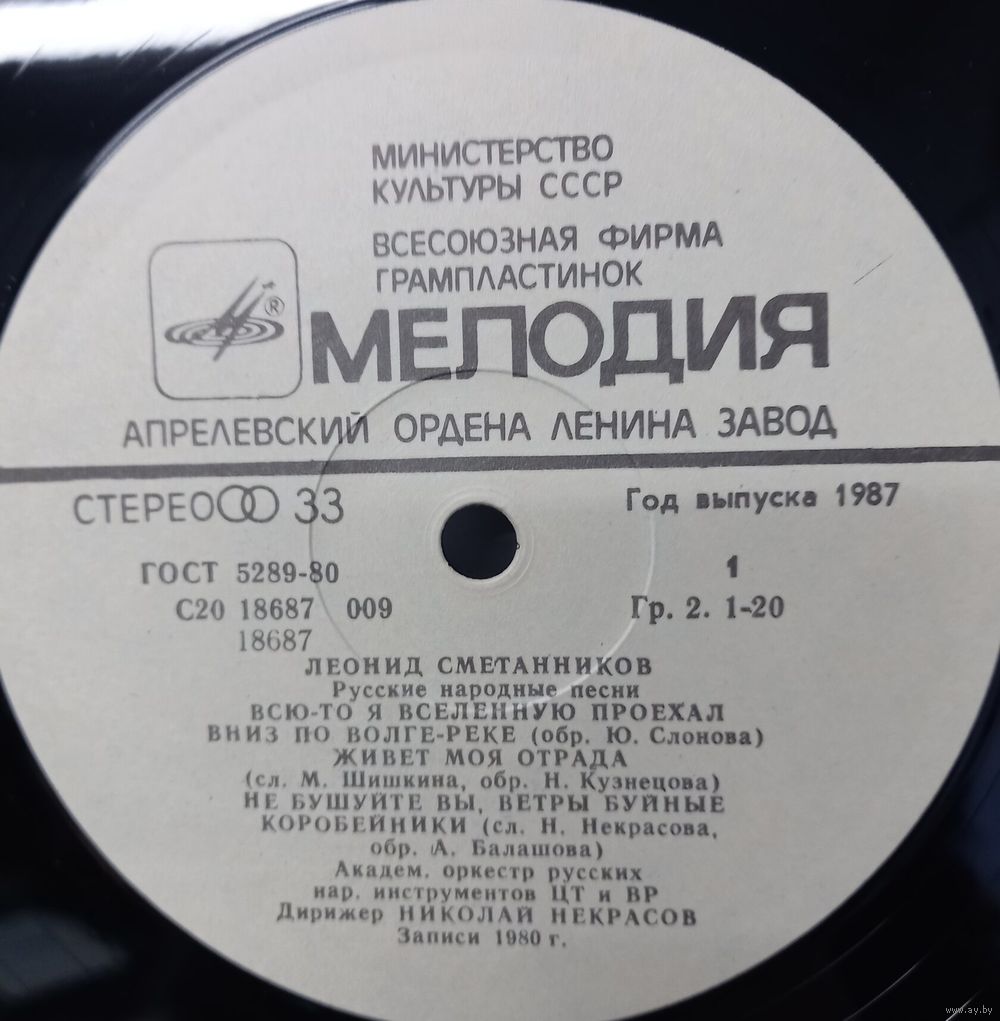 МИНИСТЕРСТВО
КУЛЬТУРЫ СССР
ВСЕСОЮЗНАЯ ФИРМА
ГРАМПЛАСТИНОК
®
МЕЛОДИЯ
АПРЕЛЕВСКИЙ ОРДЕНА ЛЕНИНА ЗАВОД
СТЕРЕО 33
Год выпуска 1987
ГОСТ 5289-80
1
С20 18687 009
Гр. 2. 1-20
18687
ЛЕОНИД СМЕТАННИКОВ
Русские народные песни
ВСЮ-ТО Я ВСЕЛЕННУЮ ПРОЕХАЛ
ВНИЗ ПО ВОЛГЕ-РЕКЕ (обр. Ю. Слонова)
ЖИВЕТ МОЯ ОТРАДА
(сл. М. Шишкина, обр. Н. Кузнецова)
НЕ БУШУЙТЕ ВЫ, ВЕТРЫ БУЙНЫЕ
КОРОБЕЙНИКИ (сл. Н. Некрасова,
обр. А. Балашова)
Академ. оркестр русских
нар. инструментов ЦТ и ВР
Дирижер НИКОЛАЙ НЕКРАСОВ
Записи 1980 г.
www.ay.by